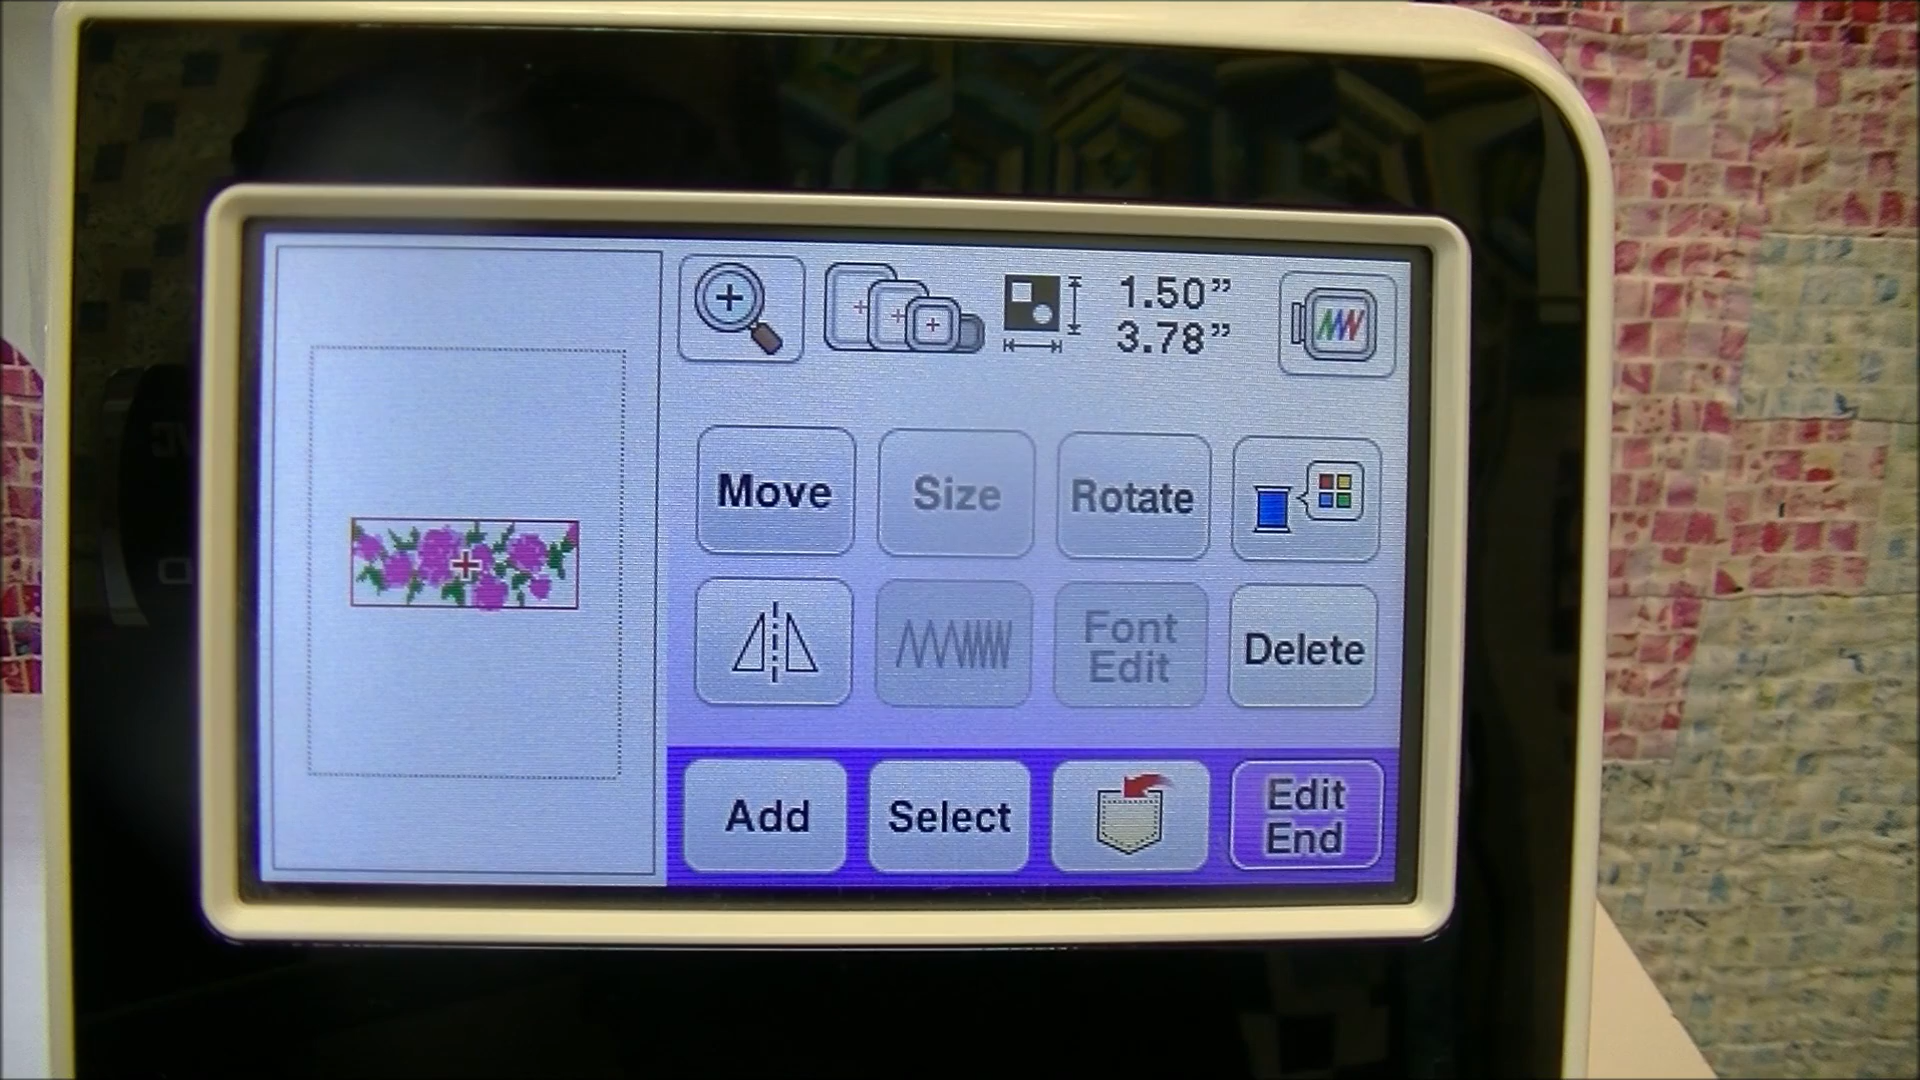 1.50”
3.78”
Move
Size
Rotate
Font
Edit
Delete
Add
Select
Edit
End